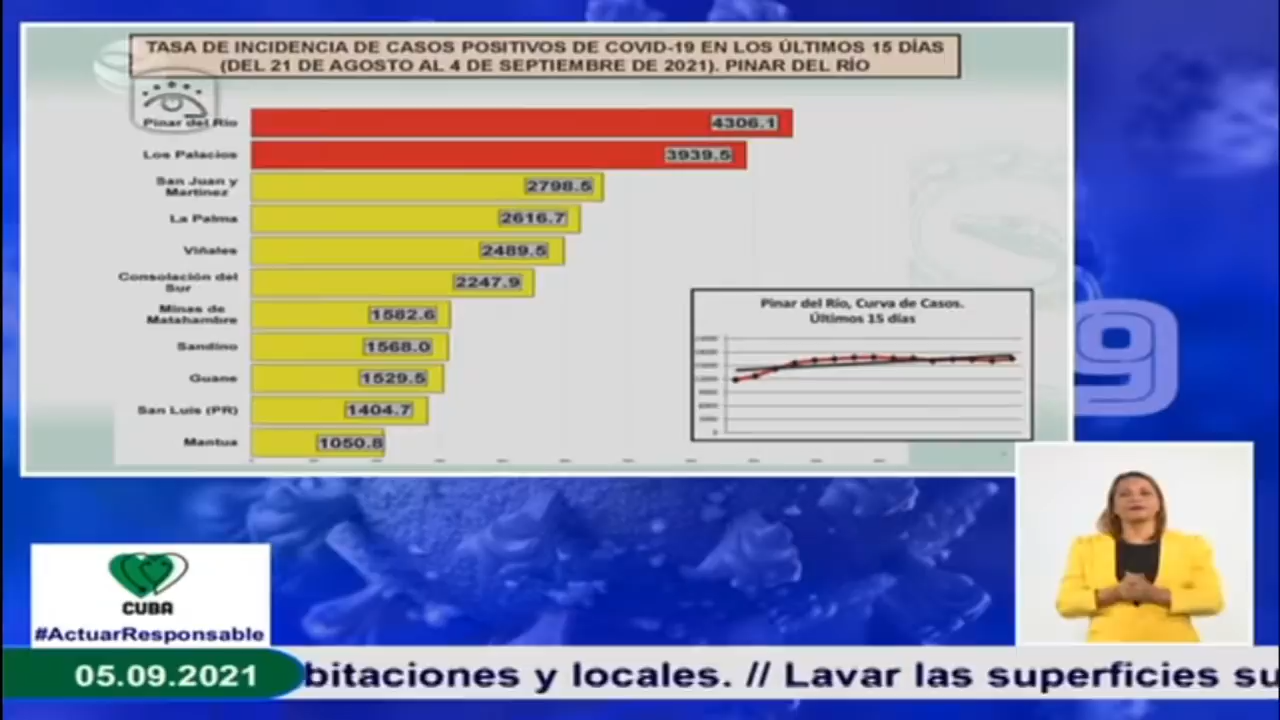 TASA DE INCIDENCIA DE CASOS POSITIVOS DE COVID-19 EN LOS ÚLTIMOS 15 DÍAS
(DEL 21 DE AGOSTO AL 4 DE SEPTIEMBRE DE 2021). PINAR DEL RÍO
Pinar del Río
4306.1
Los Palacios
3939.5
San Juan y
Martínez
2798.5
La Palma
2616.7
Viñales
2489.5
Consolación del
Sur
2247.9
Minas de
Matahambre
1582.6
Sandino
1568.0
Guane
1529.5
San Luis (PR)
1404.7
Mantua
1050.8
Pinar del Río, Curva de Casos.
Últimos 15 días
9
CUBA
#ActuarResponsable
05.09.2021
bitaciones y locales. // Lavar las superficies su